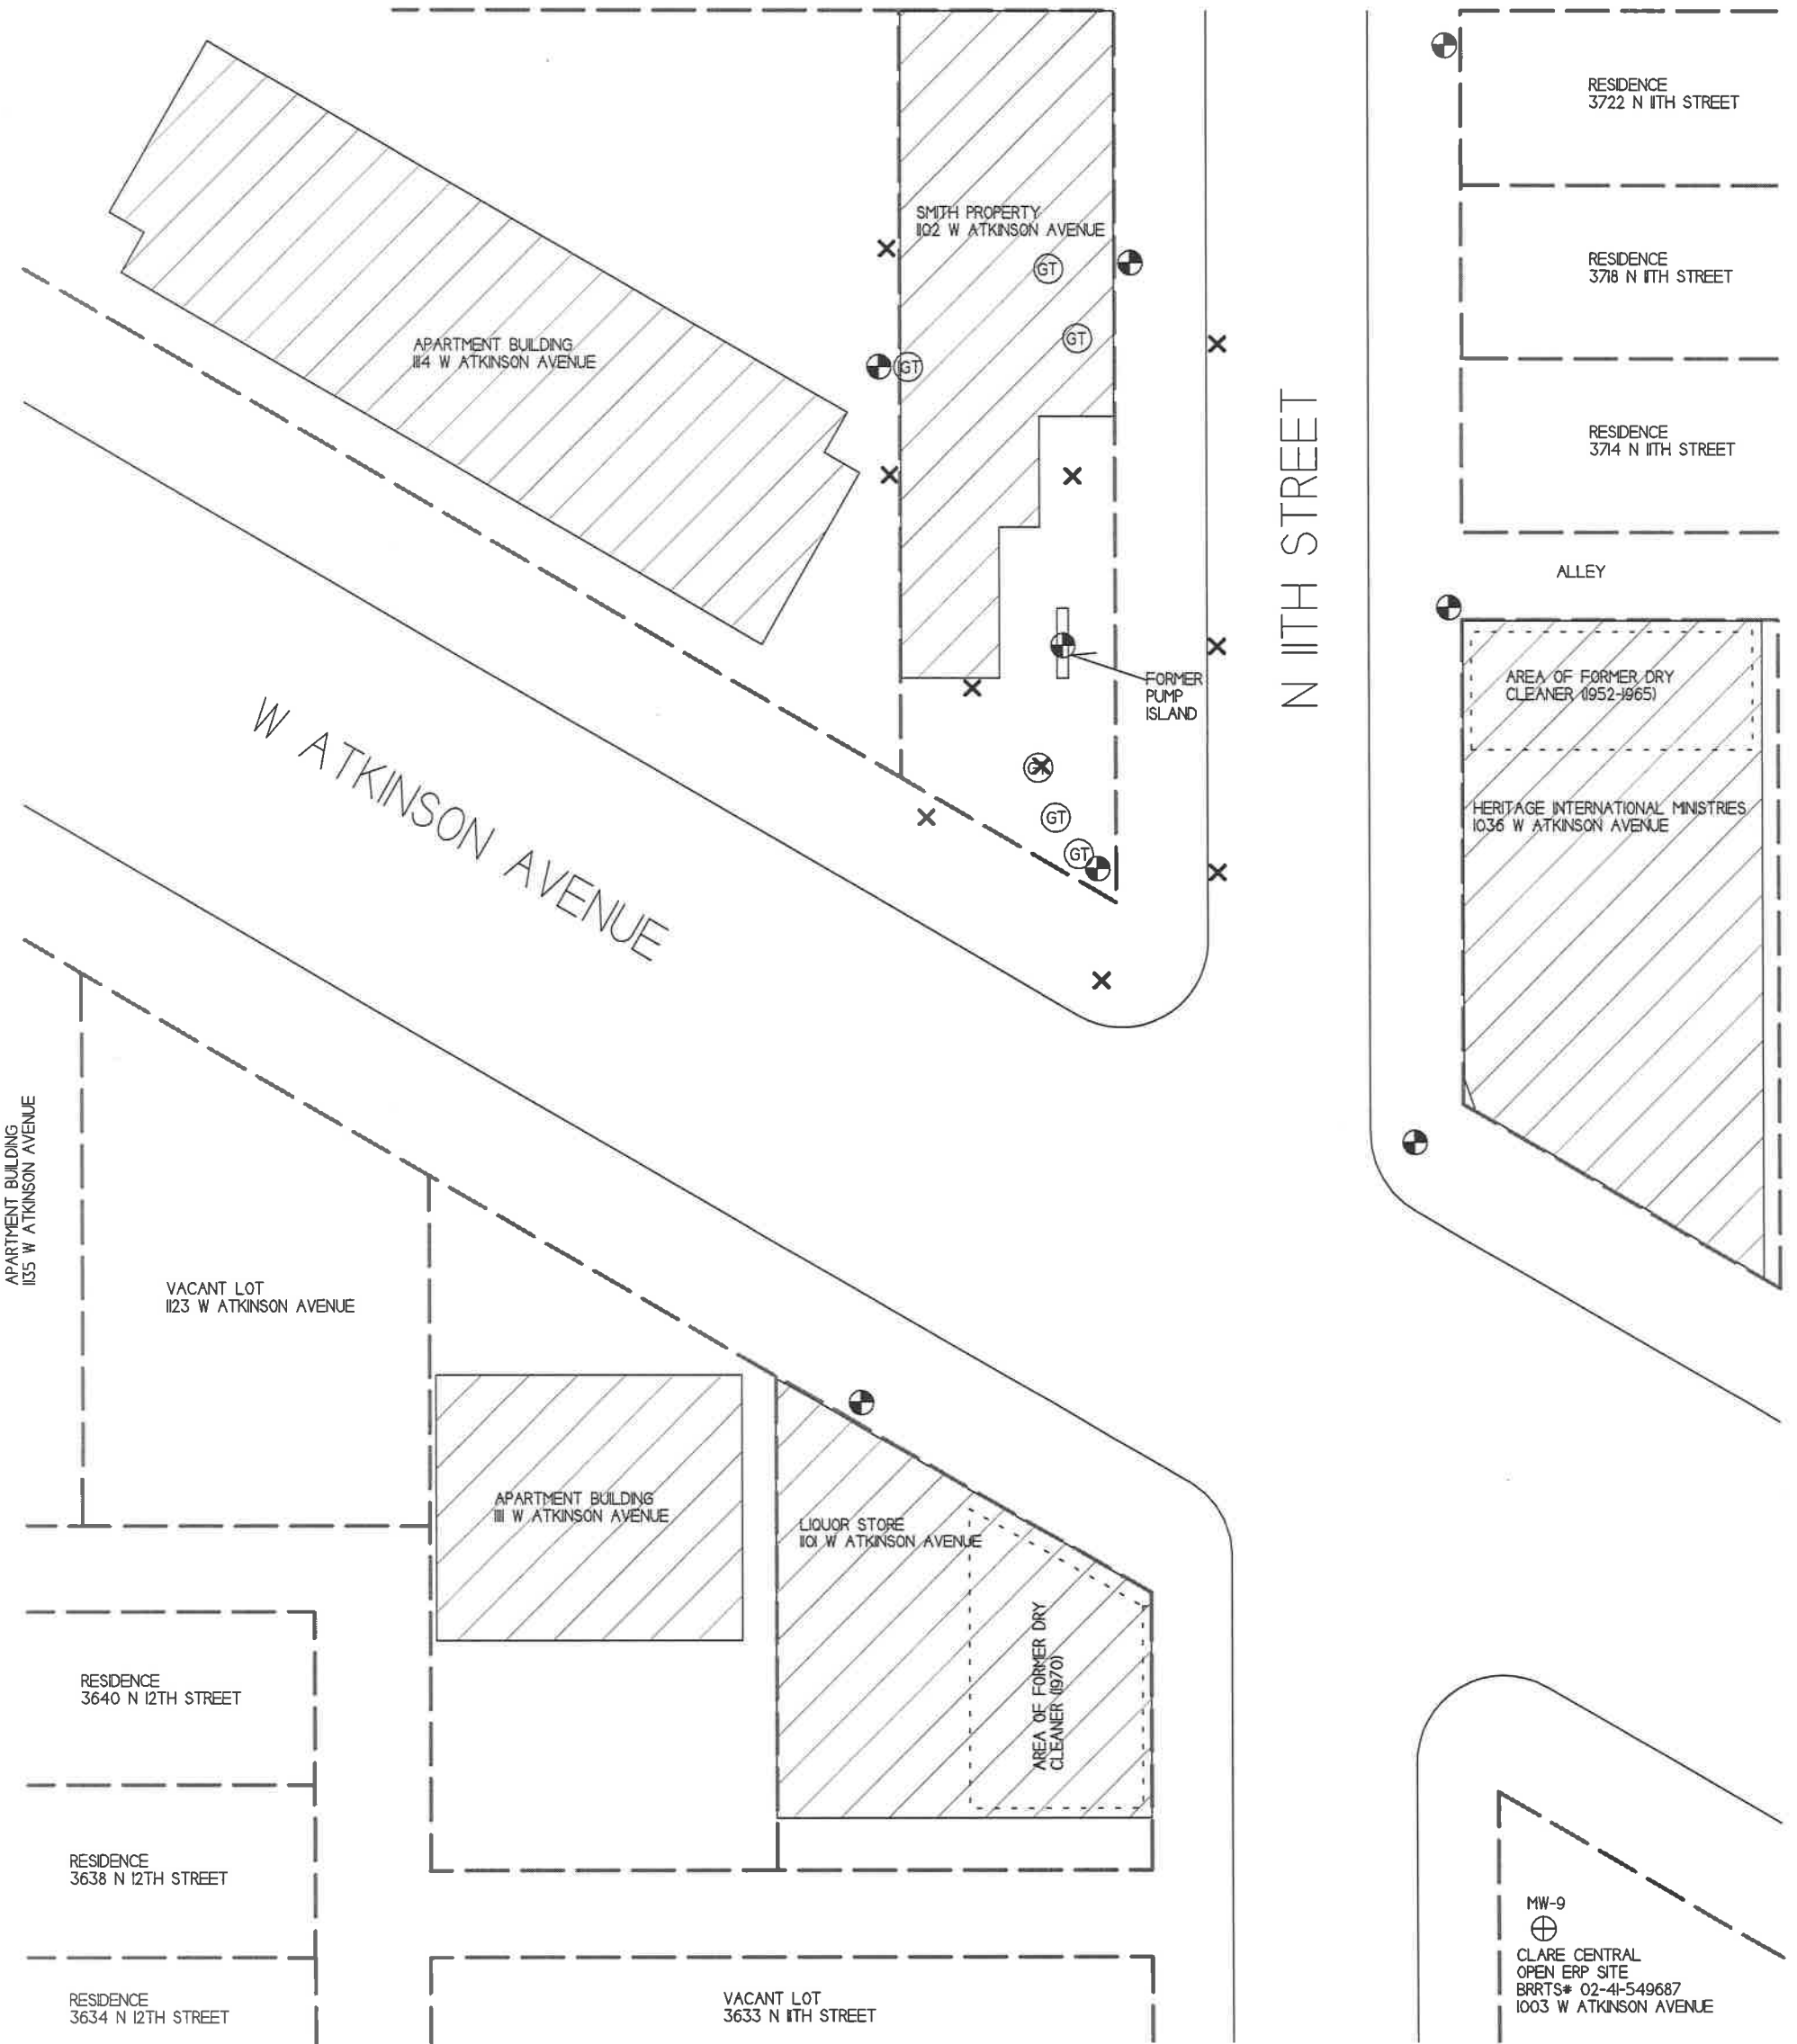 RESIDENCE
3722 N 11TH STREET
SMITH PROPERTY
1102 W ATKINSON AVENUE
GT
RESIDENCE
3718 N 11TH STREET
GT
APARTMENT BUILDING
1114 W ATKINSON AVENUE
GT
RESIDENCE
3714 N 11TH STREET
N 11TH STREET
ALLEY
FORMER
PUMP
ISLAND
AREA OF FORMER DRY
CLEANER (1952-1965)
W ATKINSON AVENUE
GT
GT
GT
HERITAGE INTERNATIONAL MINISTRIES
1036 W ATKINSON AVENUE
APARTMENT BUILDING
1135 W ATKINSON AVENUE
VACANT LOT
1123 W ATKINSON AVENUE
APARTMENT BUILDING
1111 W ATKINSON AVENUE
LIQUOR STORE
1101 W ATKINSON AVENUE
AREA OF FORMER DRY
CLEANER (1970)
RESIDENCE
3640 N 12TH STREET
RESIDENCE
3638 N 12TH STREET
RESIDENCE
3634 N 12TH STREET
VACANT LOT
3633 N 11TH STREET
MW-9
CLARE CENTRAL
OPEN ERP SITE
BRRTS# 02-41-549687
1003 W ATKINSON AVENUE